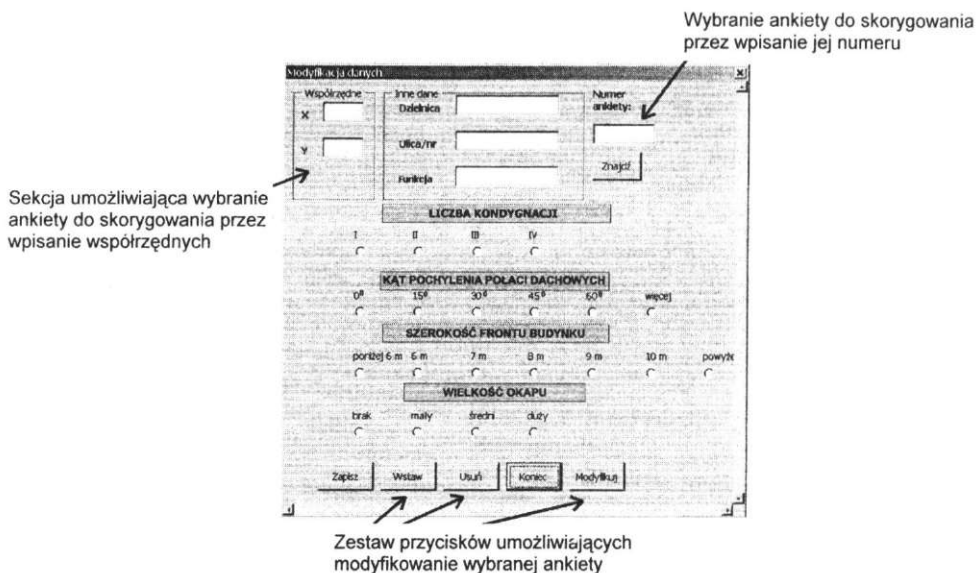 Wybranie ankiety do skorygowania
przez wpisanie jej numeru
Modyfikacja danych
Współrzędne
X
Y
Inne dane
Dzielnica
Ulica/nr
Funkcja
Numer
ankiety:
Znajdź
Sekcja umożliwiająca wybranie
ankiety do skorygowania przez
wpisanie współrzędnych
LICZBA KONDYGNACJI
I II III IV
KĄT POCHYLENIA POŁACI DACHOWYCH
0° 15° 30° 45° 60° więcej
SZEROKOŚĆ FRONTU BUDYNKU
poniżej 6 m 6 m 7 m 8 m 9 m 10 m powyże
WIELKOŚĆ OKAPU
brak mały średni duży
Zapisz Wstaw Usuń Koniec Modyfikuj
Zestaw przycisków umożliwiających
modyfikowanie wybranej ankiety